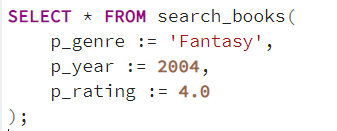 SELECT * FROM search_books(
    p_genre := 'Fantasy',
    p_year := 2004,
    p_rating := 4.0
);